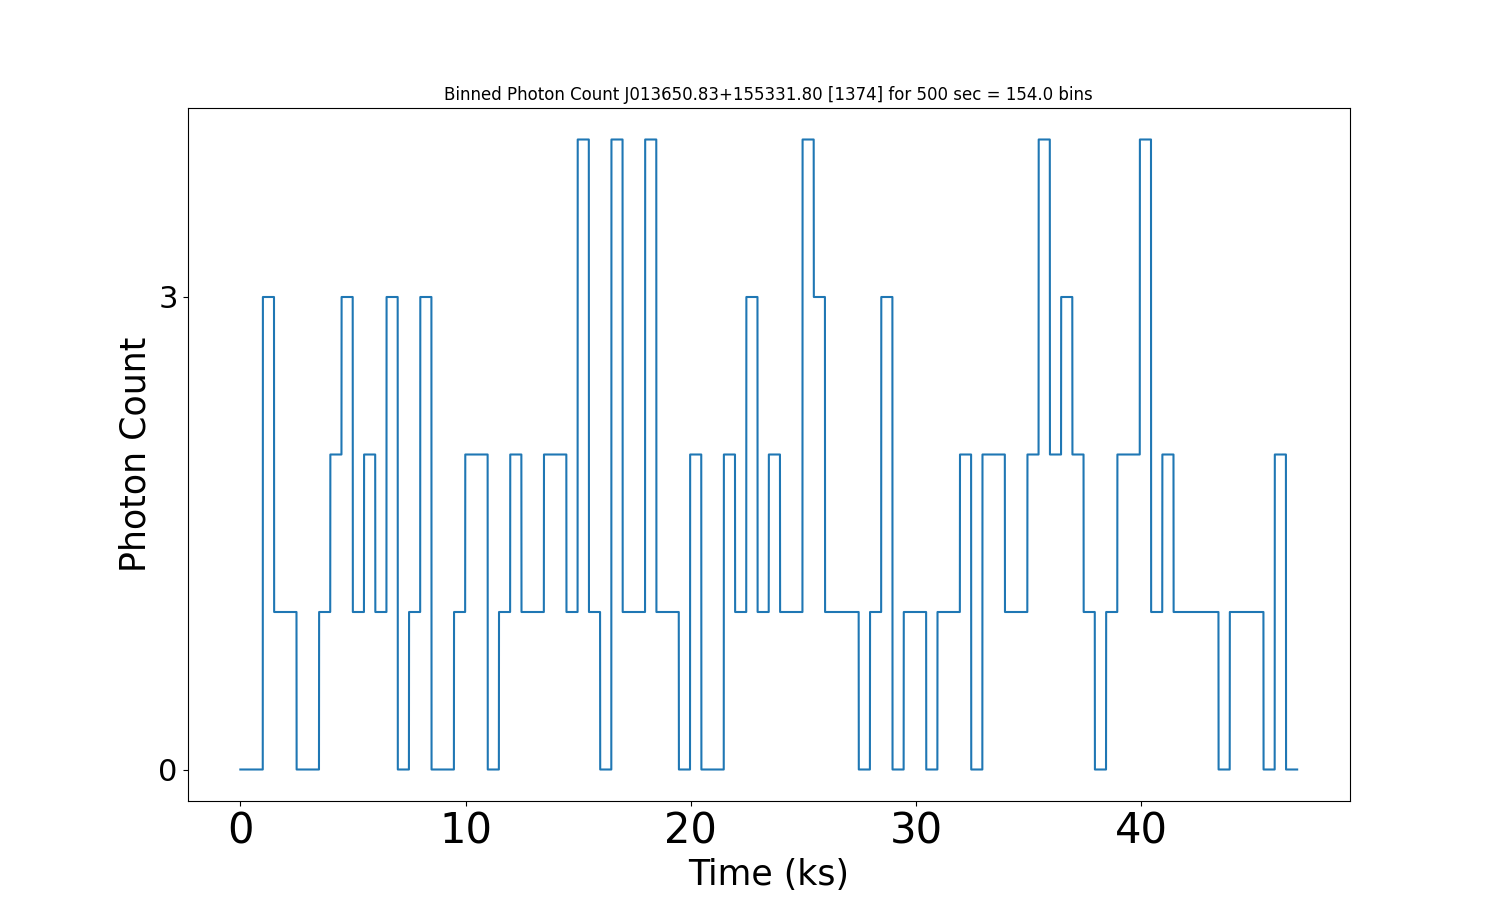 Binned Photon Count J013650.83+155331.80 [1374] for 500 sec = 154.0 bins
3
Photon Count
0
0 10 20 30 40
Time (ks)